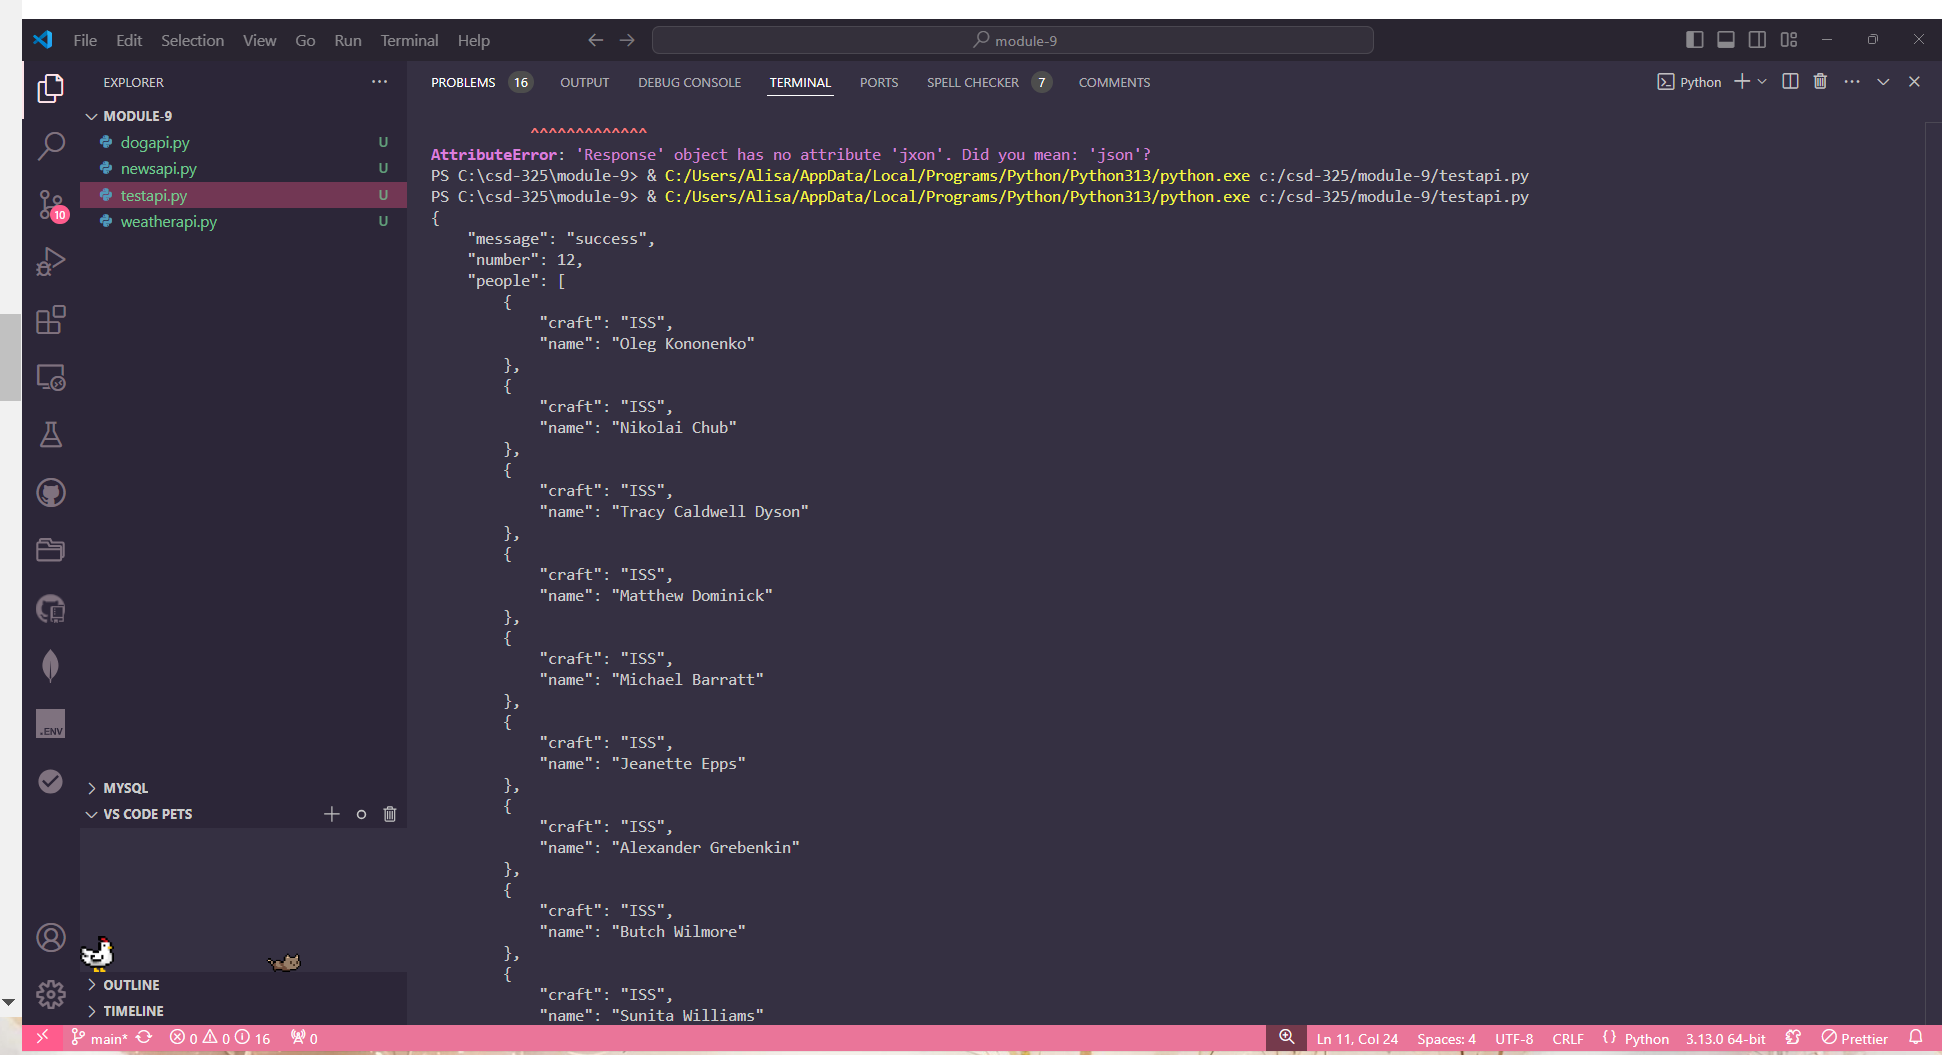 File Edit Selection View Go Run Terminal Help
module-9
EXPLORER
PROBLEMS 16 OUTPUT DEBUG CONSOLE TERMINAL PORTS SPELL CHECKER 7 COMMENTS
Python
MODULE-9
dogapi.py U
newsapi.py U
testapi.py U
weatherapi.py U
10
.ENV
MYSQL
VS CODE PETS
OUTLINE
TIMELINE
^^^^^^^^^^^^^
AttributeError: 'Response' object has no attribute 'jxon'. Did you mean: 'json'?
PS C:\csd-325\module-9> & C:/Users/Alisa/AppData/Local/Programs/Python/Python313/python.exe c:/csd-325/module-9/testapi.py
PS C:\csd-325\module-9> & C:/Users/Alisa/AppData/Local/Programs/Python/Python313/python.exe c:/csd-325/module-9/testapi.py
{
    "message": "success",
    "number": 12,
    "people": [
        {
            "craft": "ISS",
            "name": "Oleg Kononenko"
        },
        {
            "craft": "ISS",
            "name": "Nikolai Chub"
        },
        {
            "craft": "ISS",
            "name": "Tracy Caldwell Dyson"
        },
        {
            "craft": "ISS",
            "name": "Matthew Dominick"
        },
        {
            "craft": "ISS",
            "name": "Michael Barratt"
        },
        {
            "craft": "ISS",
            "name": "Jeanette Epps"
        },
        {
            "craft": "ISS",
            "name": "Alexander Grebenkin"
        },
        {
            "craft": "ISS",
            "name": "Butch Wilmore"
        },
        {
            "craft": "ISS",
            "name": "Sunita Williams"
main* 0 0 16 0 Ln 11, Col 24 Spaces: 4 UTF-8 CRLF {} Python 3.13.0 64-bit Prettier